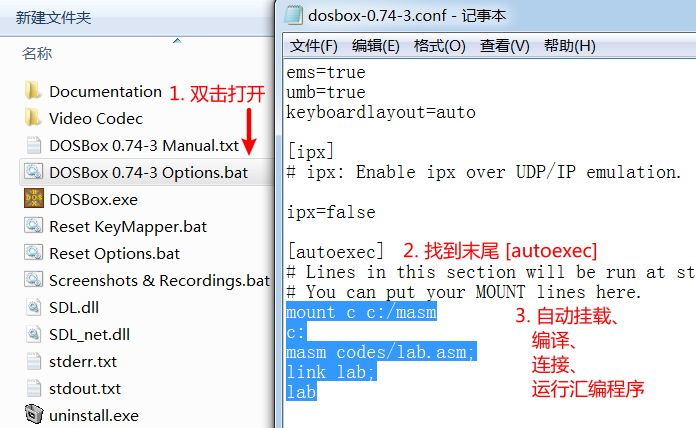 新建文件夹
名称
Documentation
Video Codec
DOSBox 0.74-3 Manual.txt
DOSBox 0.74-3 Options.bat
DOSBox.exe
Reset KeyMapper.bat
Reset Options.bat
Screenshots & Recordings.bat
SDL.dll
SDL_net.dll
stderr.txt
stdout.txt
uninstall.exe
1. 双击打开
dosbox-0.74-3.conf - 记事本
文件(F) 编辑(E) 格式(O) 查看(V) 帮助(H)
ems=true
umb=true
keyboardlayout=auto
[ipx]
# ipx: Enable ipx over UDP/IP emulation.
ipx=false
[autoexec]
2. 找到末尾 [autoexec]
# Lines in this section will be run at st
# You can put your MOUNT lines here.
mount c c:/masm
c:
masm codes/lab.asm;
link lab;
lab
3. 自动挂载、
编译、
连接、
运行汇编程序